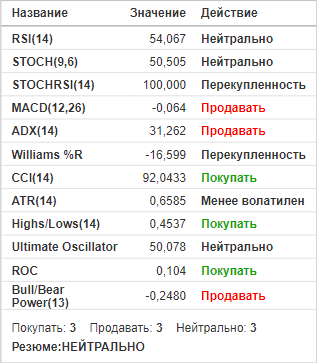 Название Значение Действие
RSI(14) 54,067 Нейтрально
STOCH(9,6) 50,505 Нейтрально
STOCHRSI(14) 100,000 Перекупленность
MACD(12,26) -0,064 Продавать
ADX(14) 31,262 Продавать
Williams %R -16,599 Перекупленность
CCI(14) 92,0433 Покупать
ATR(14) 0,6585 Менее волатилен
Highs/Lows(14) 0,4537 Покупать
Ultimate Oscillator 50,078 Нейтрально
ROC 0,104 Покупать
Bull/Bear
Power(13) -0,2480 Продавать
Покупать: 3 Продавать: 3 Нейтрально: 3
Резюме:НЕЙТРАЛЬНО